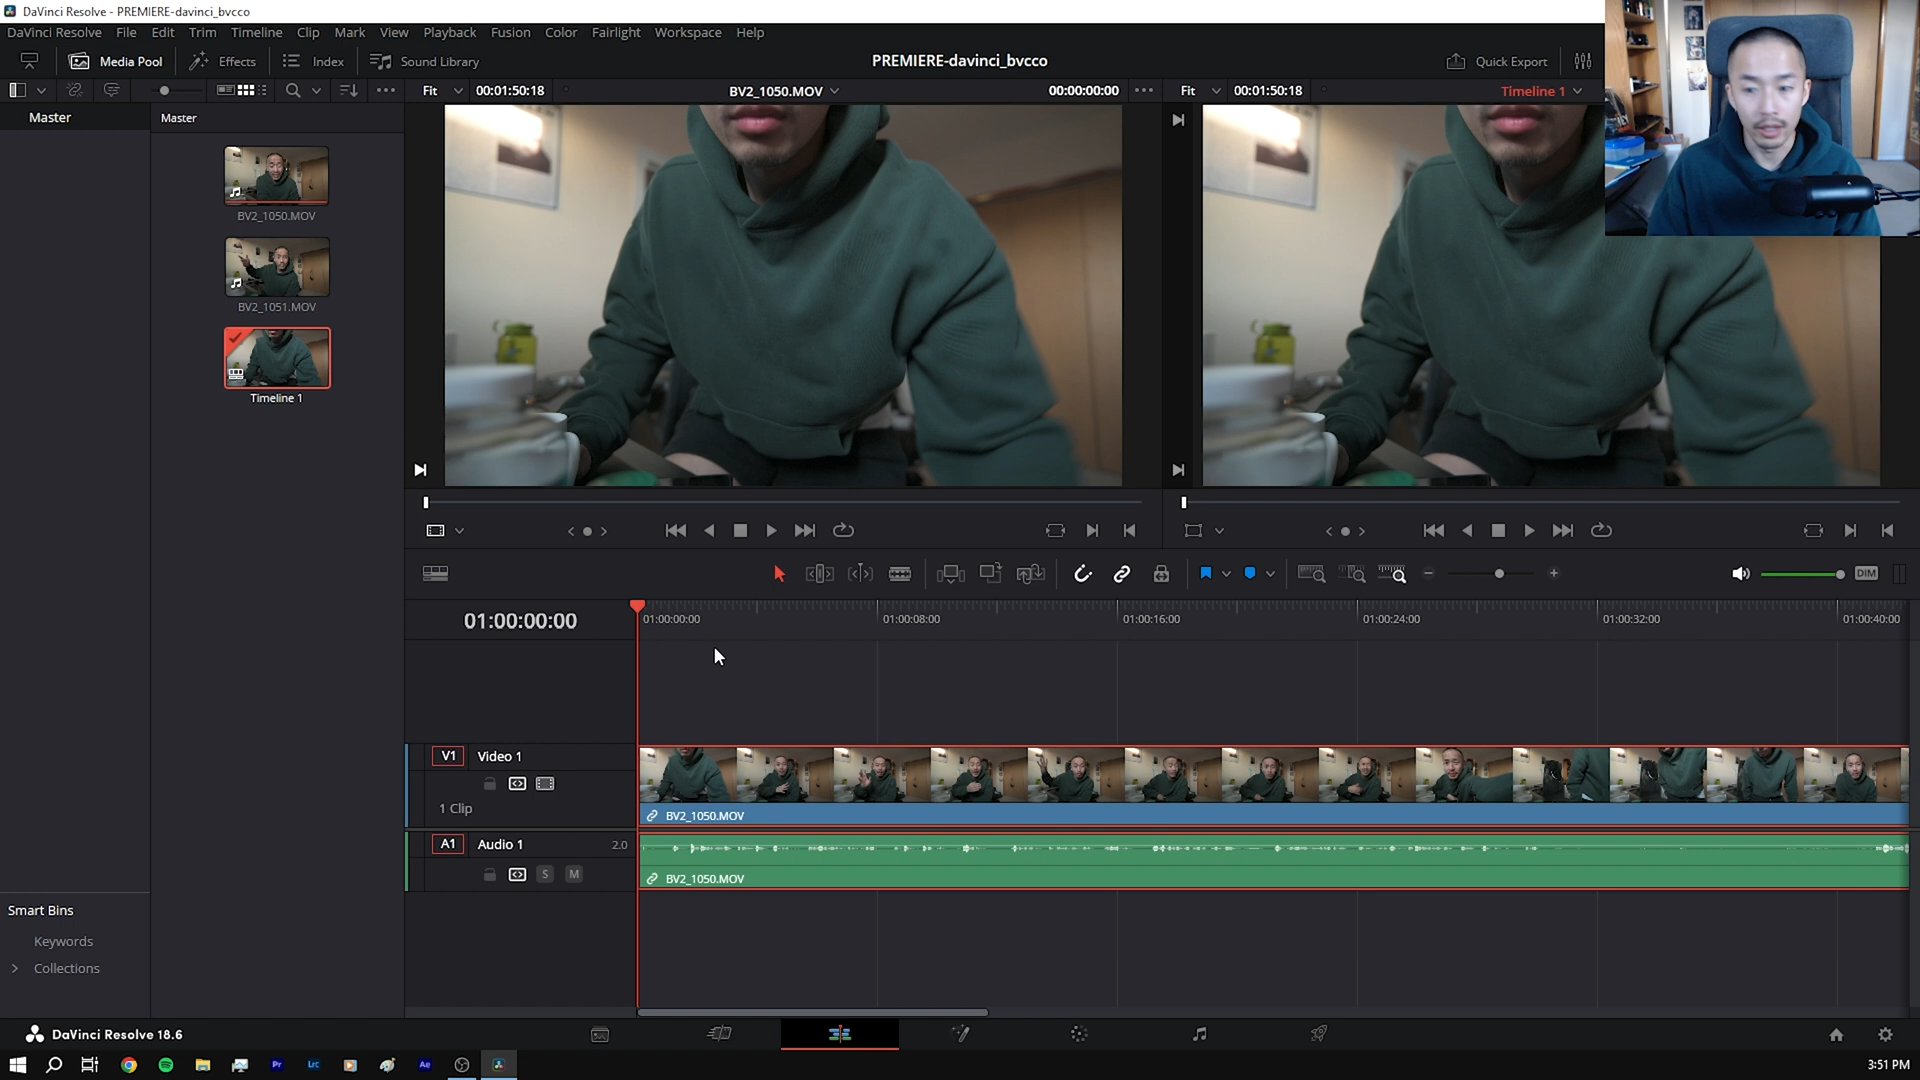 DaVinci Resolve - PREMIERE-davinci_bvcco
DaVinci Resolve File Edit Trim Timeline Clip Mark View Playback Fusion Color Fairlight Workspace Help
Media Pool Effects Index Sound Library PREMIERE-davinci_bvcco Quick Export
Fit 00:01:50:18 BV2_1050.MOV 00:00:00:00 Fit 00:01:50:18 Timeline 1
Master
Master
BV2_1050.MOV
BV2_1051.MOV
Timeline 1
DIM
01:00:00:00
01:00:00:00 01:00:08:00 01:00:16:00 01:00:24:00 01:00:32:00 01:00:40:00
V1 Video 1
1 Clip
BV2_1050.MOV
A1 Audio 1 2.0
S M
BV2_1050.MOV
Smart Bins
Keywords
Collections
DaVinci Resolve 18.6
Pr Lrc Ae
3:51 PM